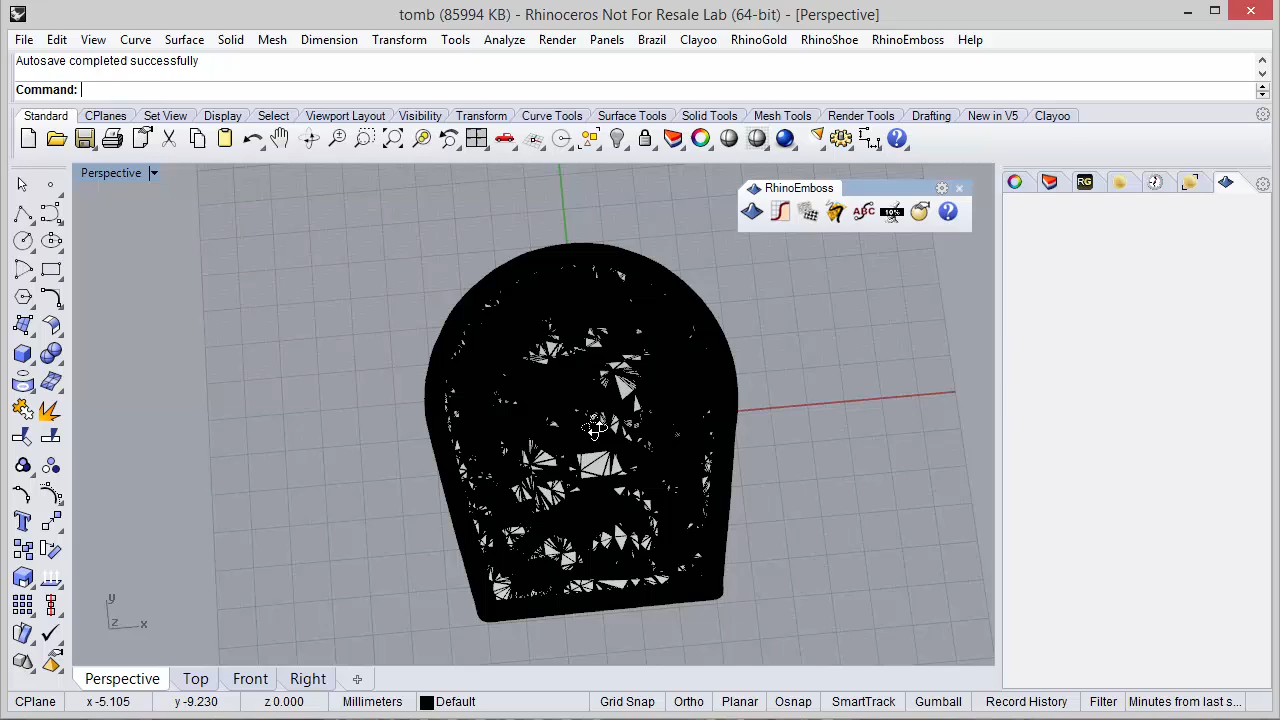 tomb (85994 KB) - Rhinoceros Not For Resale Lab (64-bit) - [Perspective]
File Edit View Curve Surface Solid Mesh Dimension Transform Tools Analyze Render Panels Brazil Clayoo RhinoGold RhinoShoe RhinoEmboss Help
Autosave completed successfully
Command:
Standard CPlanes Set View Display Select Viewport Layout Visibility Transform Curve Tools Surface Tools Solid Tools Mesh Tools Render Tools Drafting New in V5 Clayoo
Perspective
RhinoEmboss
RG
ABC
10%
y
z x
Perspective Top Front Right
CPlane x -5.105 y -9.230 z 0.000 Millimeters Default Grid Snap Ortho Planar Osnap SmartTrack Gumball Record History Filter Minutes from last s...